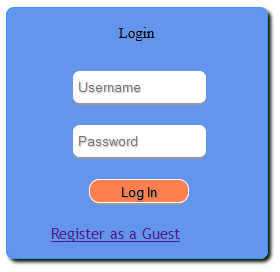 Login
Username
Password
Log In
Register as a Guest